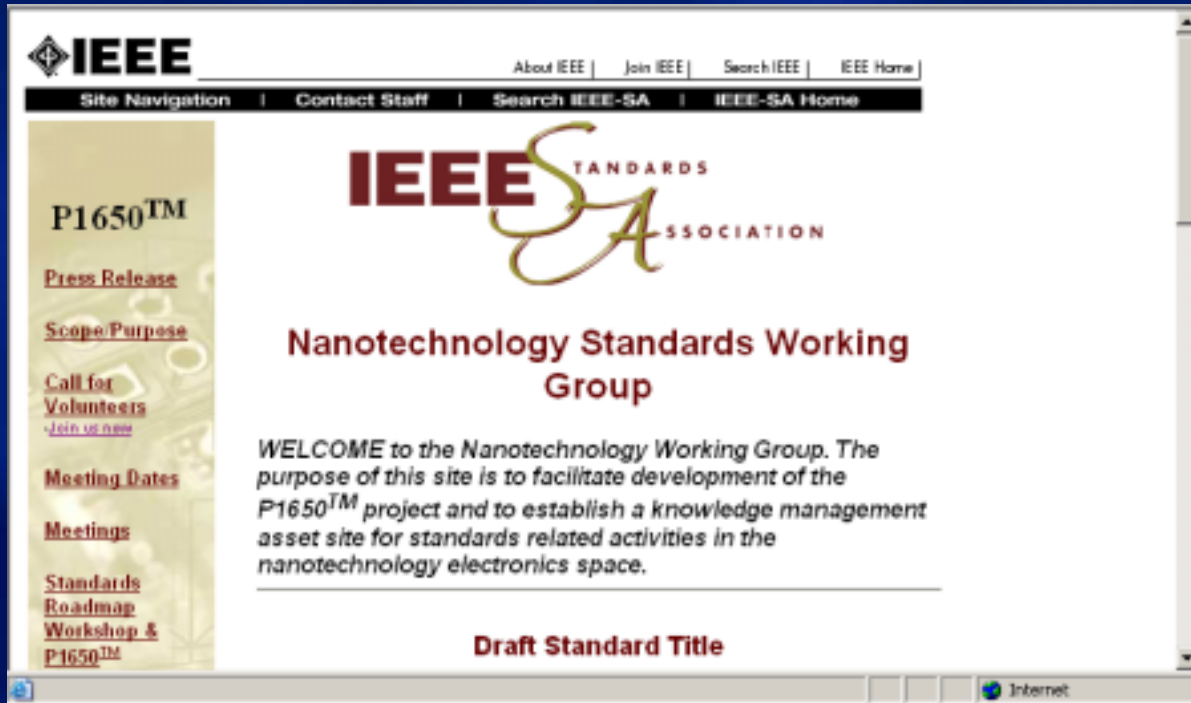 IEEE
About IEEE | Join IEEE | Search IEEE | IEEE Home |
Site Navigation | Contact Staff | Search IEEE-SA | IEEE-SA Home
IEEE STANDARDS
ASSOCIATION
P1650TM
Press Release
Scope/Purpose
Call for
Volunteers
-Join us now
Meeting Dates
Meetings
Standards
Roadmap
Workshop &
P1650TM
Nanotechnology Standards Working
Group
WELCOME to the Nanotechnology Working Group. The
purpose of this site is to facilitate development of the
P1650TM project and to establish a knowledge management
asset site for standards related activities in the
nanotechnology electronics space.
Draft Standard Title
Internet